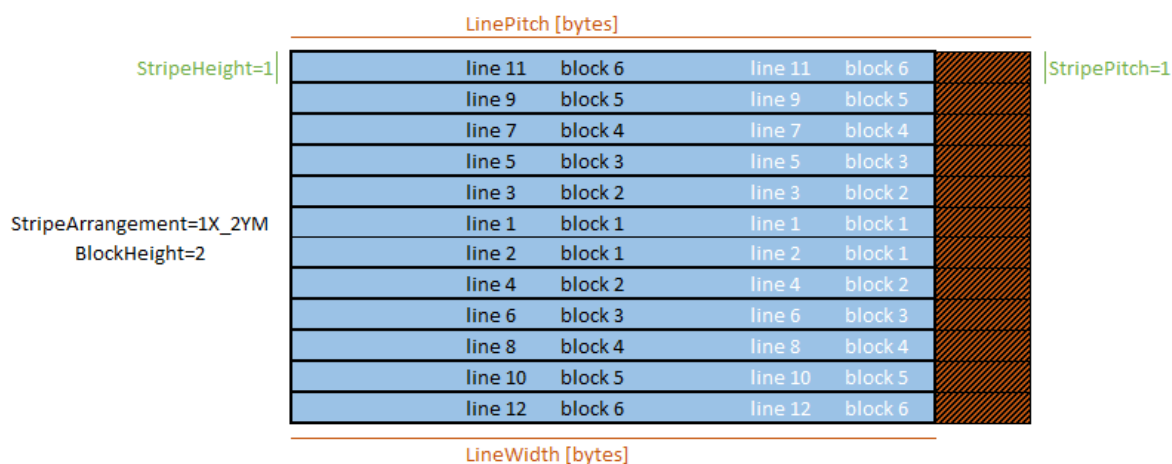 LinePitch [bytes]
StripeHeight=1 line 11 block 6 line 11 block 6 StripePitch=1
line 9 block 5 line 9 block 5
line 7 block 4 line 7 block 4
line 5 block 3 line 5 block 3
line 3 block 2 line 3 block 2
StripeArrangement=1X_2YM line 1 block 1 line 1 block 1
BlockHeight=2 line 2 block 1 line 2 block 1
line 4 block 2 line 4 block 2
line 6 block 3 line 6 block 3
line 8 block 4 line 8 block 4
line 10 block 5 line 10 block 5
line 12 block 6 line 12 block 6
LineWidth [bytes]